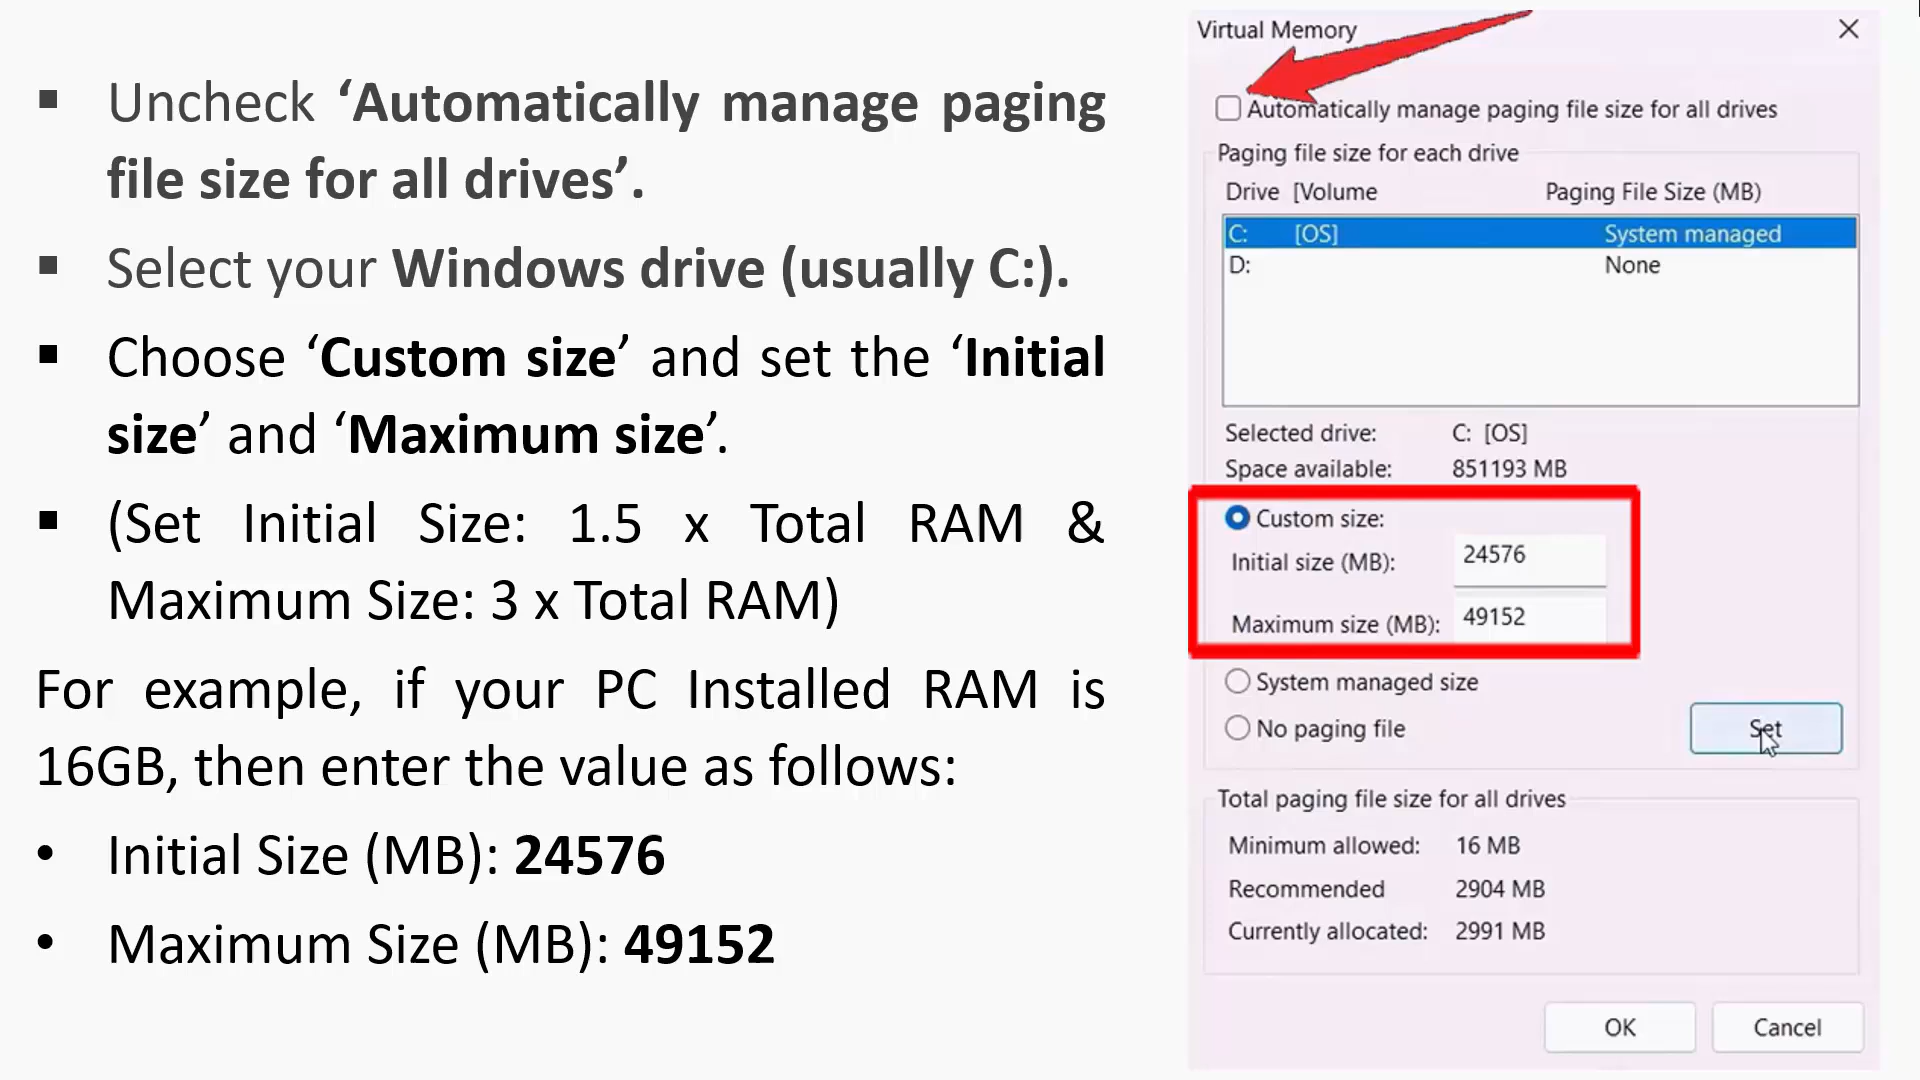 ▪ Uncheck ‘Automatically manage paging
file size for all drives’.
▪ Select your Windows drive (usually C:).
▪ Choose ‘Custom size’ and set the ‘Initial
size’ and ‘Maximum size’.
▪ (Set Initial Size: 1.5 x Total RAM &
Maximum Size: 3 x Total RAM)
For example, if your PC Installed RAM is
16GB, then enter the value as follows:
• Initial Size (MB): 24576
• Maximum Size (MB): 49152
Virtual Memory
Automatically manage paging file size for all drives
Paging file size for each drive
Drive [Volume Paging File Size (MB)
C: [OS] System managed
D: None
Selected drive: C: [OS]
Space available: 851193 MB
Custom size:
Initial size (MB): 24576
Maximum size (MB): 49152
System managed size
No paging file Set
Total paging file size for all drives
Minimum allowed: 16 MB
Recommended 2904 MB
Currently allocated: 2991 MB
OK Cancel